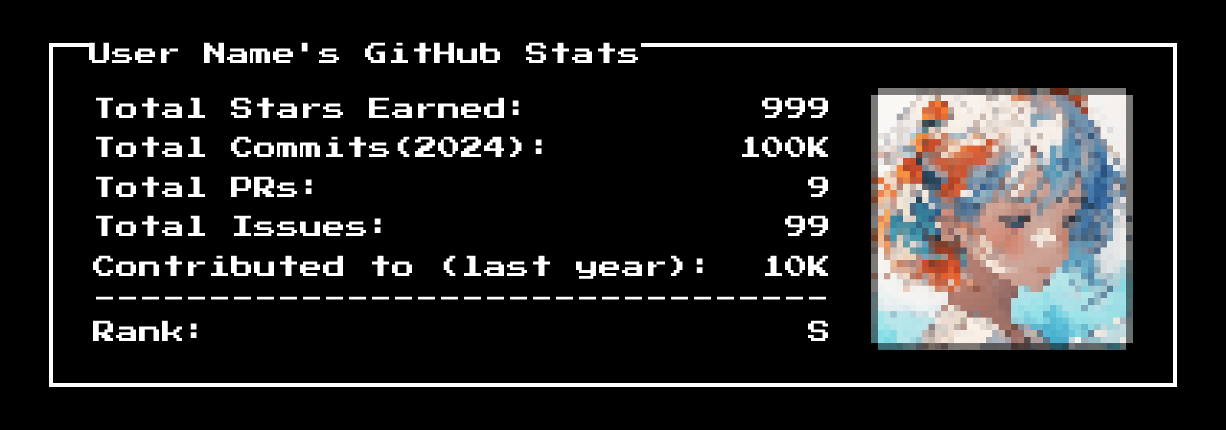 User Name's GitHub Stats
Total Stars Earned: 999
Total Commits(2024): 100K
Total PRs: 9
Total Issues: 99
Contributed to (last year): 10K
--------------------------------
Rank: S